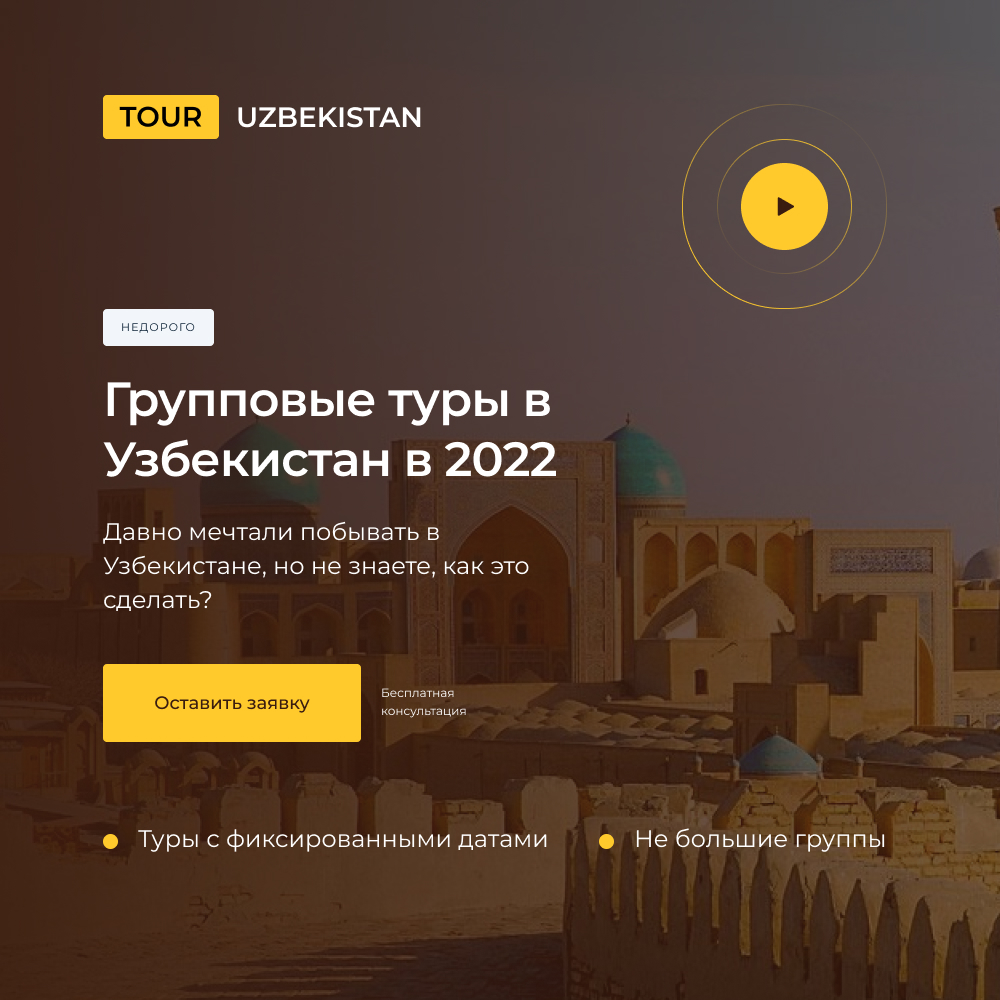 TOUR UZBEKISTAN
НЕДОРОГО
Групповые туры в
Узбекистан в 2022
Давно мечтали побывать в
Узбекистане, но не знаете, как это
сделать?
Оставить заявку
Бесплатная
консультация
Туры с фиксированными датами
Не большие группы